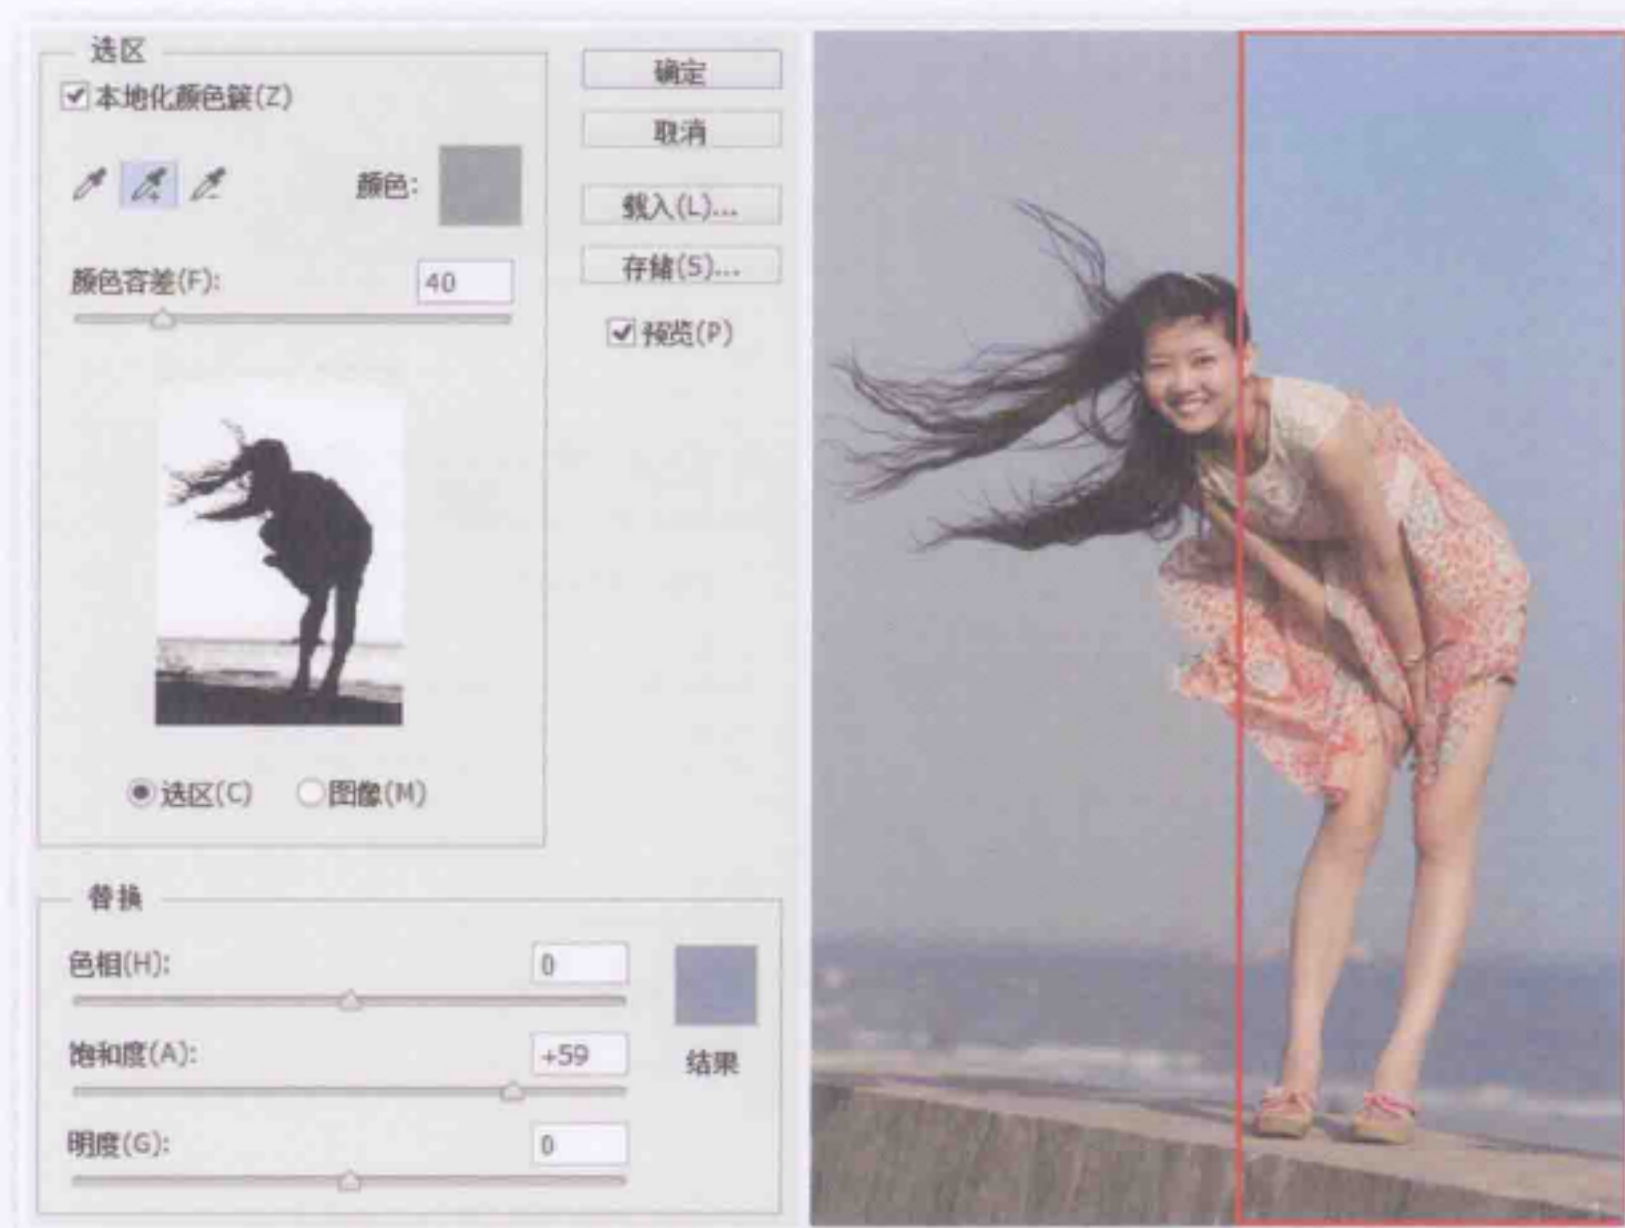 选区
本地化颜色簇(Z)
颜色:
颜色容差(F):
40
选区(C)
图像(M)
确定
取消
载入(L)...
存储(S)...
预览(P)
替换
色相(H):
0
饱和度(A):
+59
明度(G):
0
结果